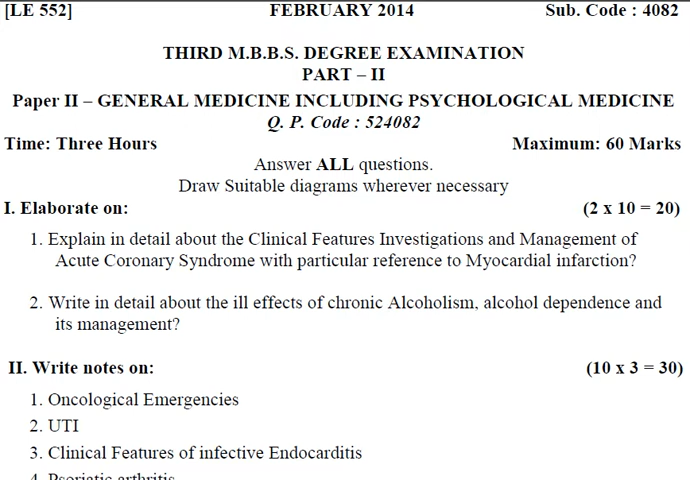 [LE 552] FEBRUARY 2014 Sub. Code : 4082
THIRD M.B.B.S. DEGREE EXAMINATION
PART – II
Paper II – GENERAL MEDICINE INCLUDING PSYCHOLOGICAL MEDICINE
Q. P. Code : 524082
Time: Three Hours Maximum: 60 Marks
Answer ALL questions.
Draw Suitable diagrams wherever necessary
I. Elaborate on: (2 x 10 = 20)
1. Explain in detail about the Clinical Features Investigations and Management of
Acute Coronary Syndrome with particular reference to Myocardial infarction?
2. Write in detail about the ill effects of chronic Alcoholism, alcohol dependence and
its management?
II. Write notes on: (10 x 3 = 30)
1. Oncological Emergencies
2. UTI
3. Clinical Features of infective Endocarditis
4. Psoriatic arthritis